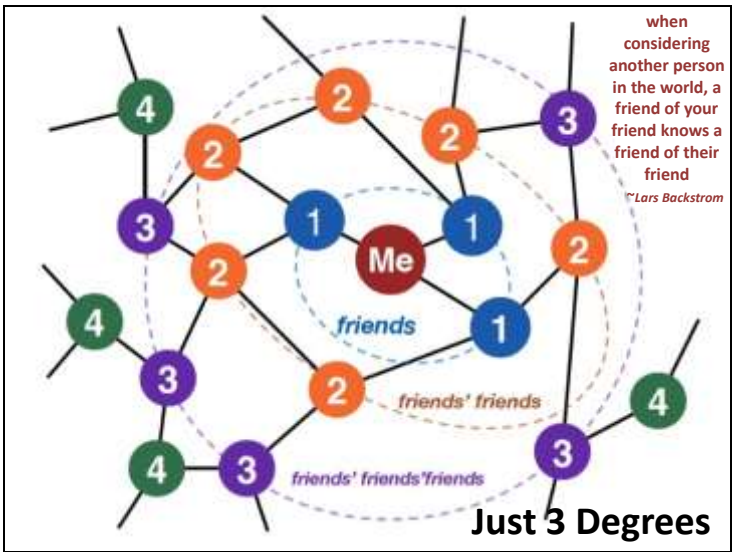 when
considering
another person
in the world, a
friend of your
friend knows a
friend of their
friend
~Lars Backstrom
4
2
2
2
3
3
1
1
Me
2
2
4
friends
1
3
2
friends' friends
4
4
3
3
friends' friends'friends
Just 3 Degrees